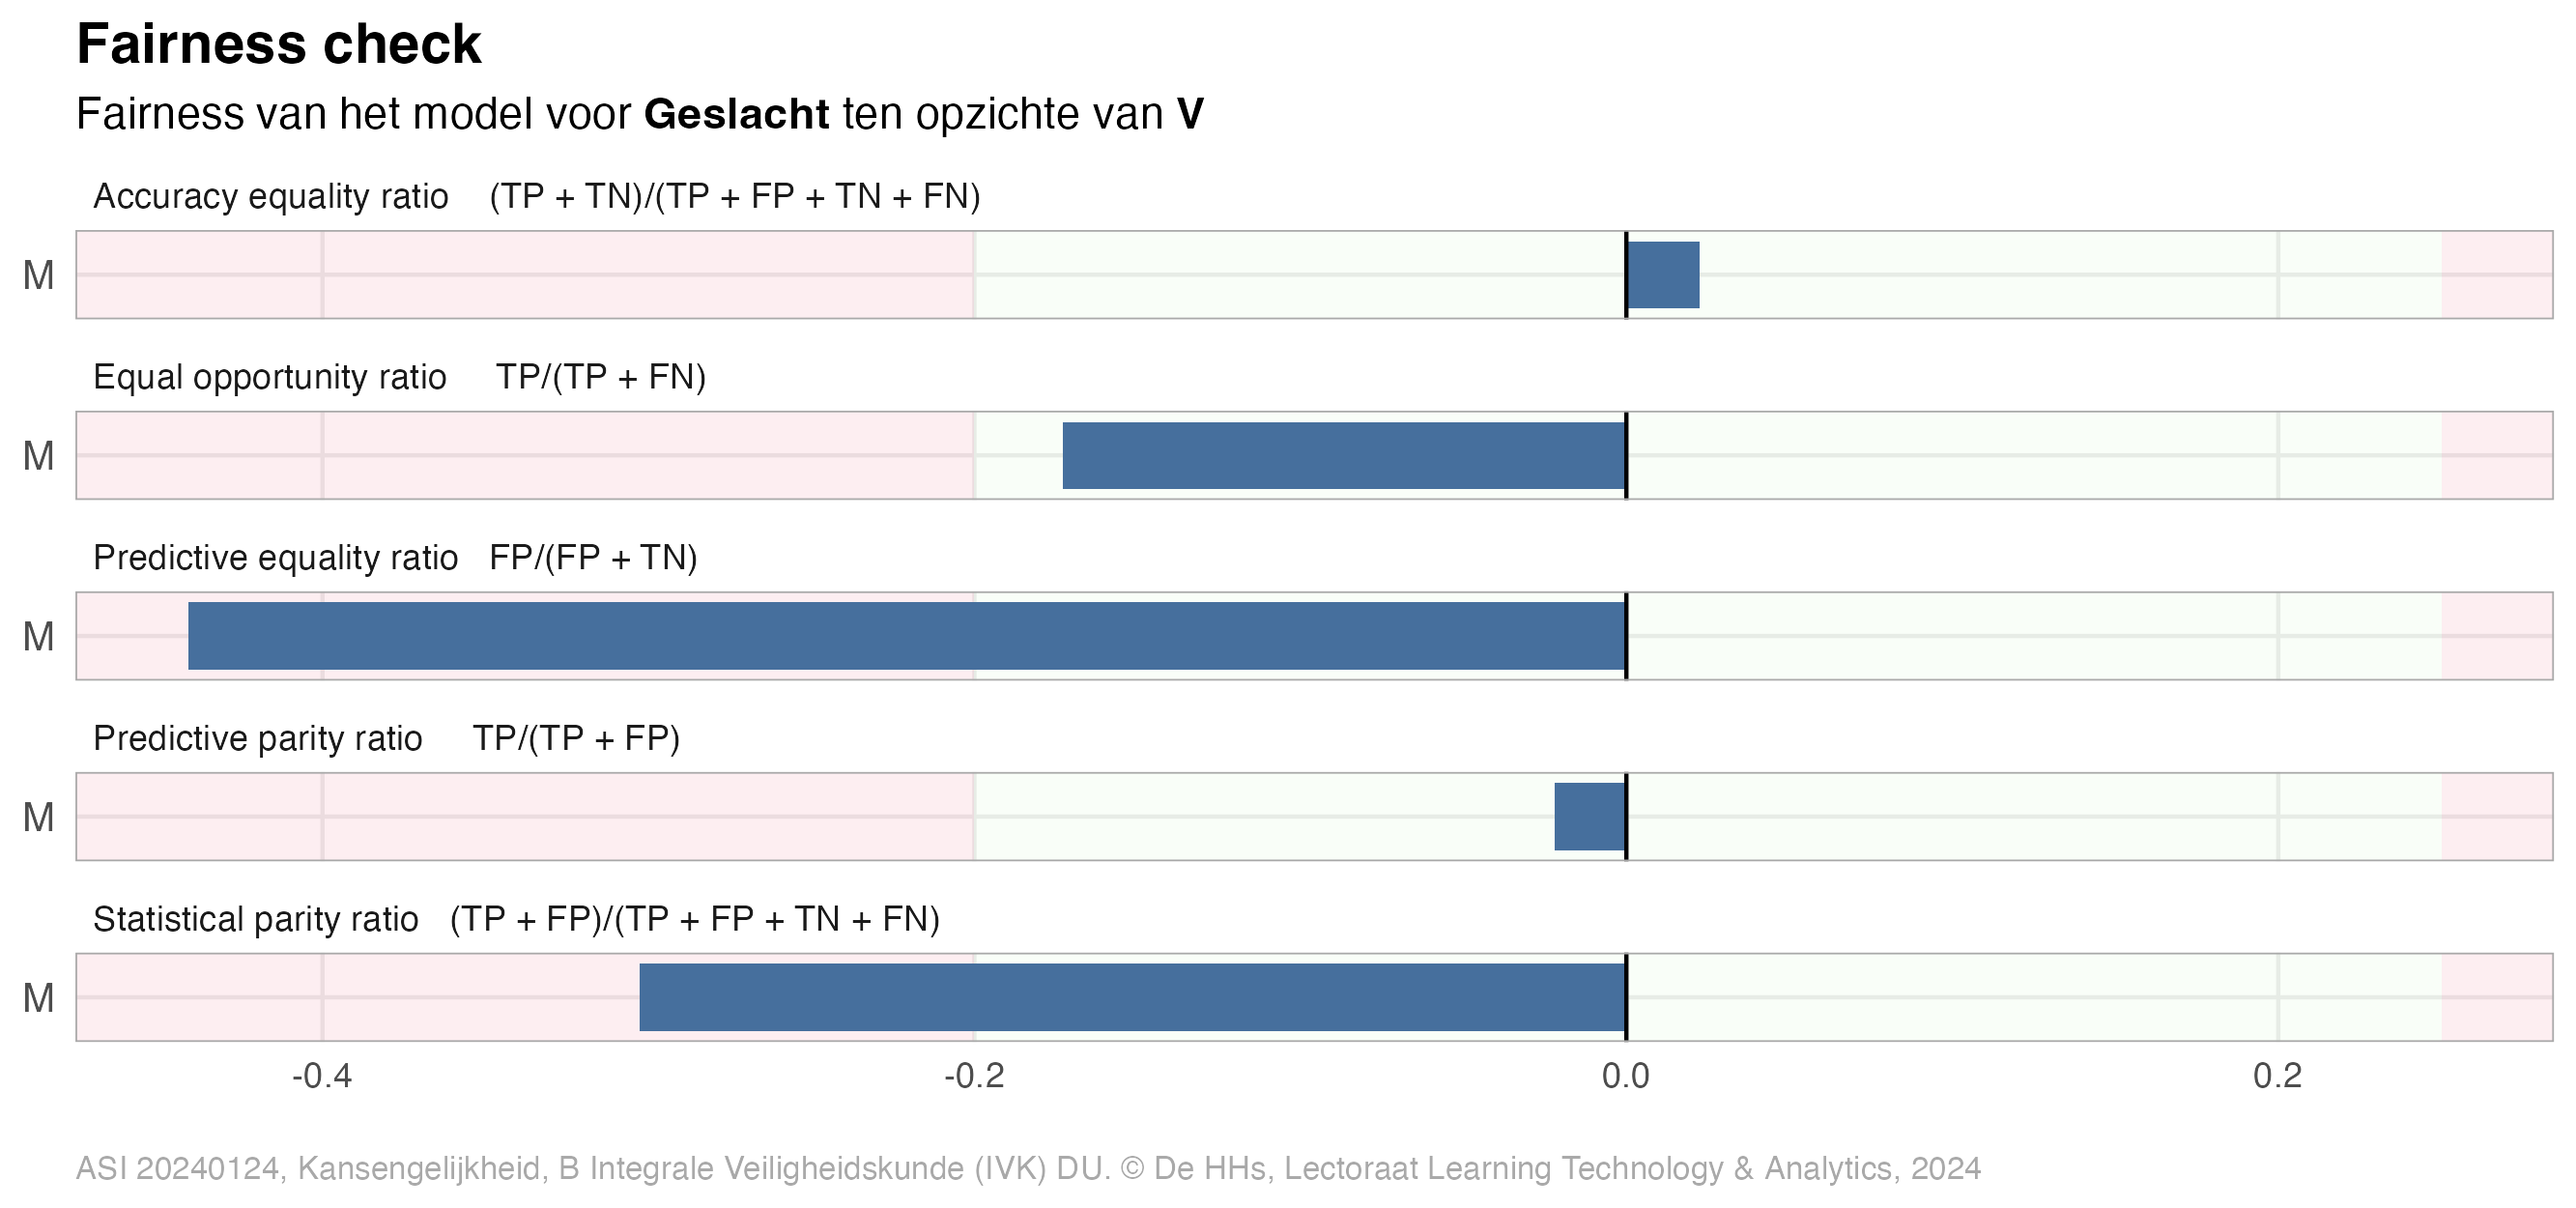 Fairness check
Fairness van het model voor Geslacht ten opzichte van V
Accuracy equality ratio (TP + TN)/(TP + FP + TN + FN)
M
Equal opportunity ratio TP/(TP + FN)
M
Predictive equality ratio FP/(FP + TN)
M
Predictive parity ratio TP/(TP + FP)
M
Statistical parity ratio (TP + FP)/(TP + FP + TN + FN)
M
-0.4 -0.2 0.0 0.2
ASI 20240124, Kansengelijkheid, B Integrale Veiligheidskunde (IVK) DU. © De HHs, Lectoraat Learning Technology & Analytics, 2024